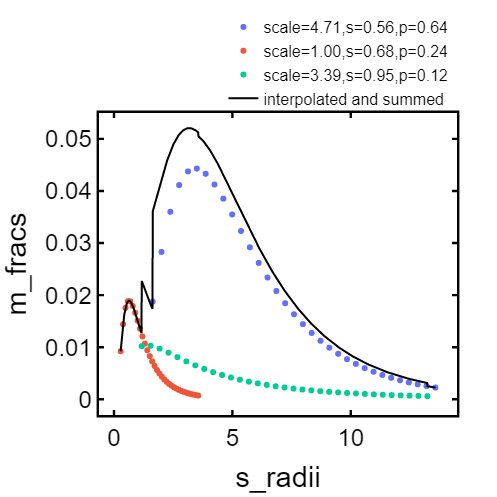 scale=4.71,s=0.56,p=0.64
scale=1.00,s=0.68,p=0.24
scale=3.39,s=0.95,p=0.12
interpolated and summed
0.05
0.04
0.03
0.02
0.01
0
m_fracs
0 5 10
s_radii